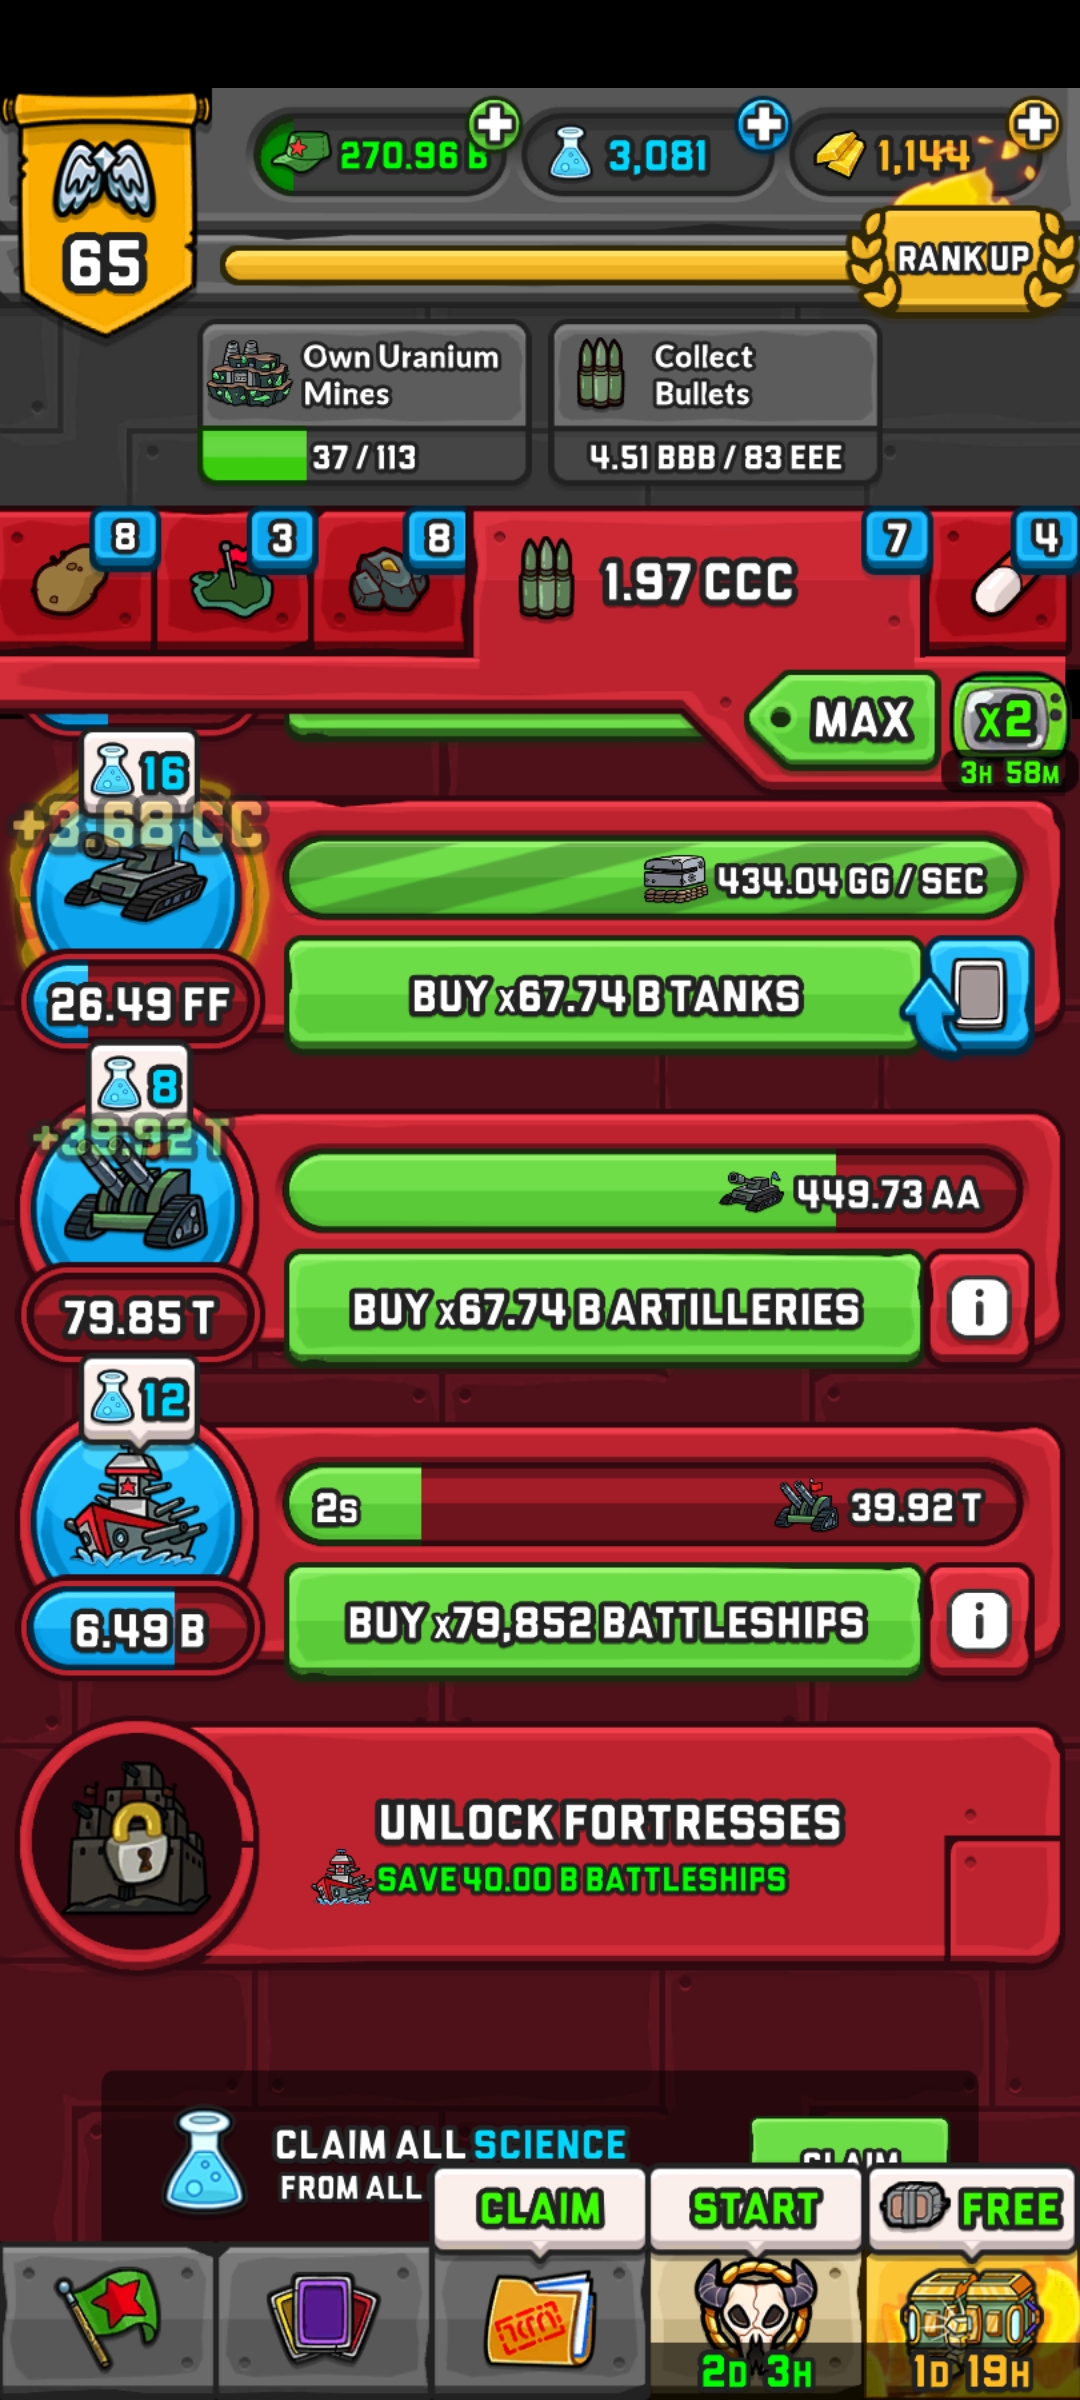 270.96 B
3,081
1,144
65
RANK UP
Own Uranium
Mines
37 / 113
Collect
Bullets
4.51 BBB / 83 EEE
8
3
8
1.97 CCC
7
4
MAX
x2
3H 58M
16
+3.68 CC
434.04 GG / SEC
26.49 FF
BUY x67.74 B TANKS
8
+39.92 T
449.73 AA
79.85 T
BUY x67.74 B ARTILLERIES
i
12
2s
39.92 T
6.49 B
BUY x79,852 BATTLESHIPS
i
UNLOCK FORTRESSES
SAVE 40.00 B BATTLESHIPS
CLAIM ALL SCIENCE
FROM ALL
CLAIM
CLAIM
START
FREE
2D 3H
1D 19H